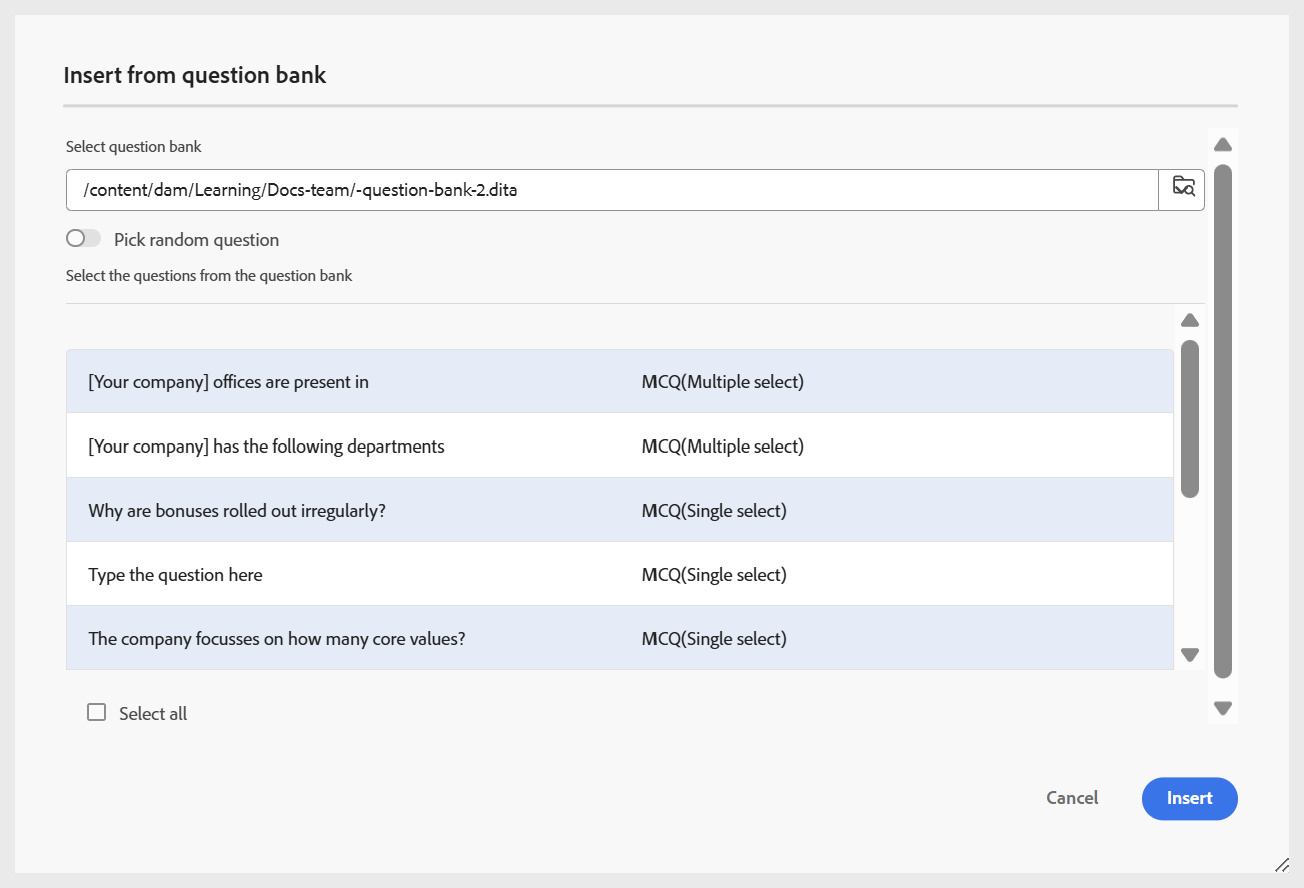 Insert from question bank
Select question bank
/content/dam/Learning/Docs-team/-question-bank-2.dita
Pick random question
Select the questions from the question bank
[Your company] offices are present in MCQ(Multiple select)
[Your company] has the following departments MCQ(Multiple select)
Why are bonuses rolled out irregularly? MCQ(Single select)
Type the question here MCQ(Single select)
The company focusses on how many core values? MCQ(Single select)
Select all
Cancel Insert